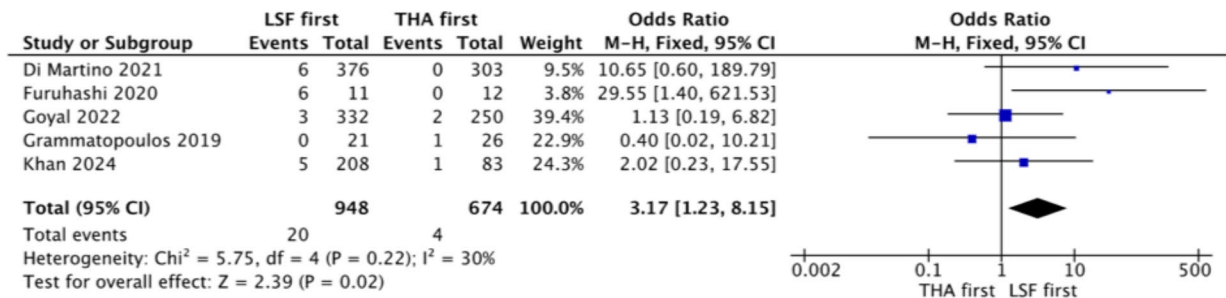 LSF first THA first Odds Ratio Odds Ratio
Study or Subgroup Events Total Events Total Weight M-H, Fixed, 95% CI M-H, Fixed, 95% CI
Di Martino 2021 6 376 0 303 9.5% 10.65 [0.60, 189.79]
Furuhashi 2020 6 11 0 12 3.8% 29.55 [1.40, 621.53]
Goyal 2022 3 332 2 250 39.4% 1.13 [0.19, 6.82]
Grammatopoulos 2019 0 21 1 26 22.9% 0.40 [0.02, 10.21]
Khan 2024 5 208 1 83 24.3% 2.02 [0.23, 17.55]
Total (95% CI) 948 674 100.0% 3.17 [1.23, 8.15]
Total events 20 4
Heterogeneity: Chi² = 5.75, df = 4 (P = 0.22); I² = 30%
Test for overall effect: Z = 2.39 (P = 0.02)
0.002 0.1 1 10 500
THA first LSF first